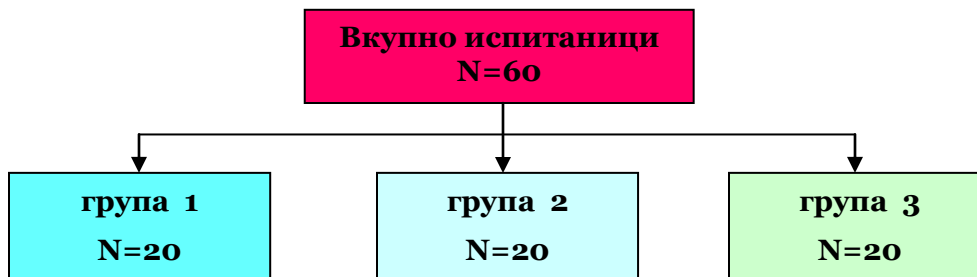 Вкупно испитаници
N=60
група 1
N=20
група 2
N=20
група 3
N=20